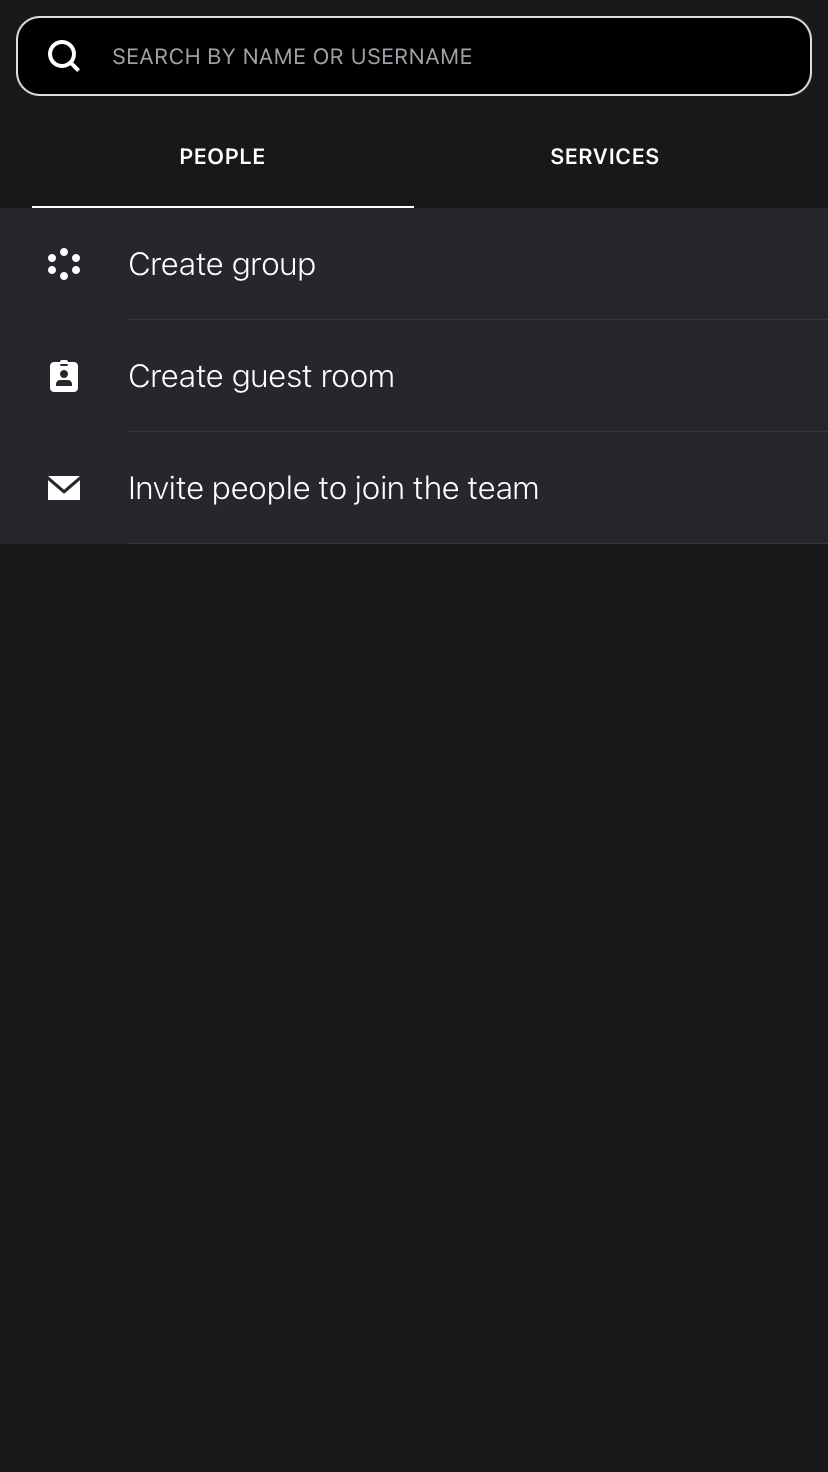 SEARCH BY NAME OR USERNAME
PEOPLE
SERVICES
Create group
Create guest room
Invite people to join the team